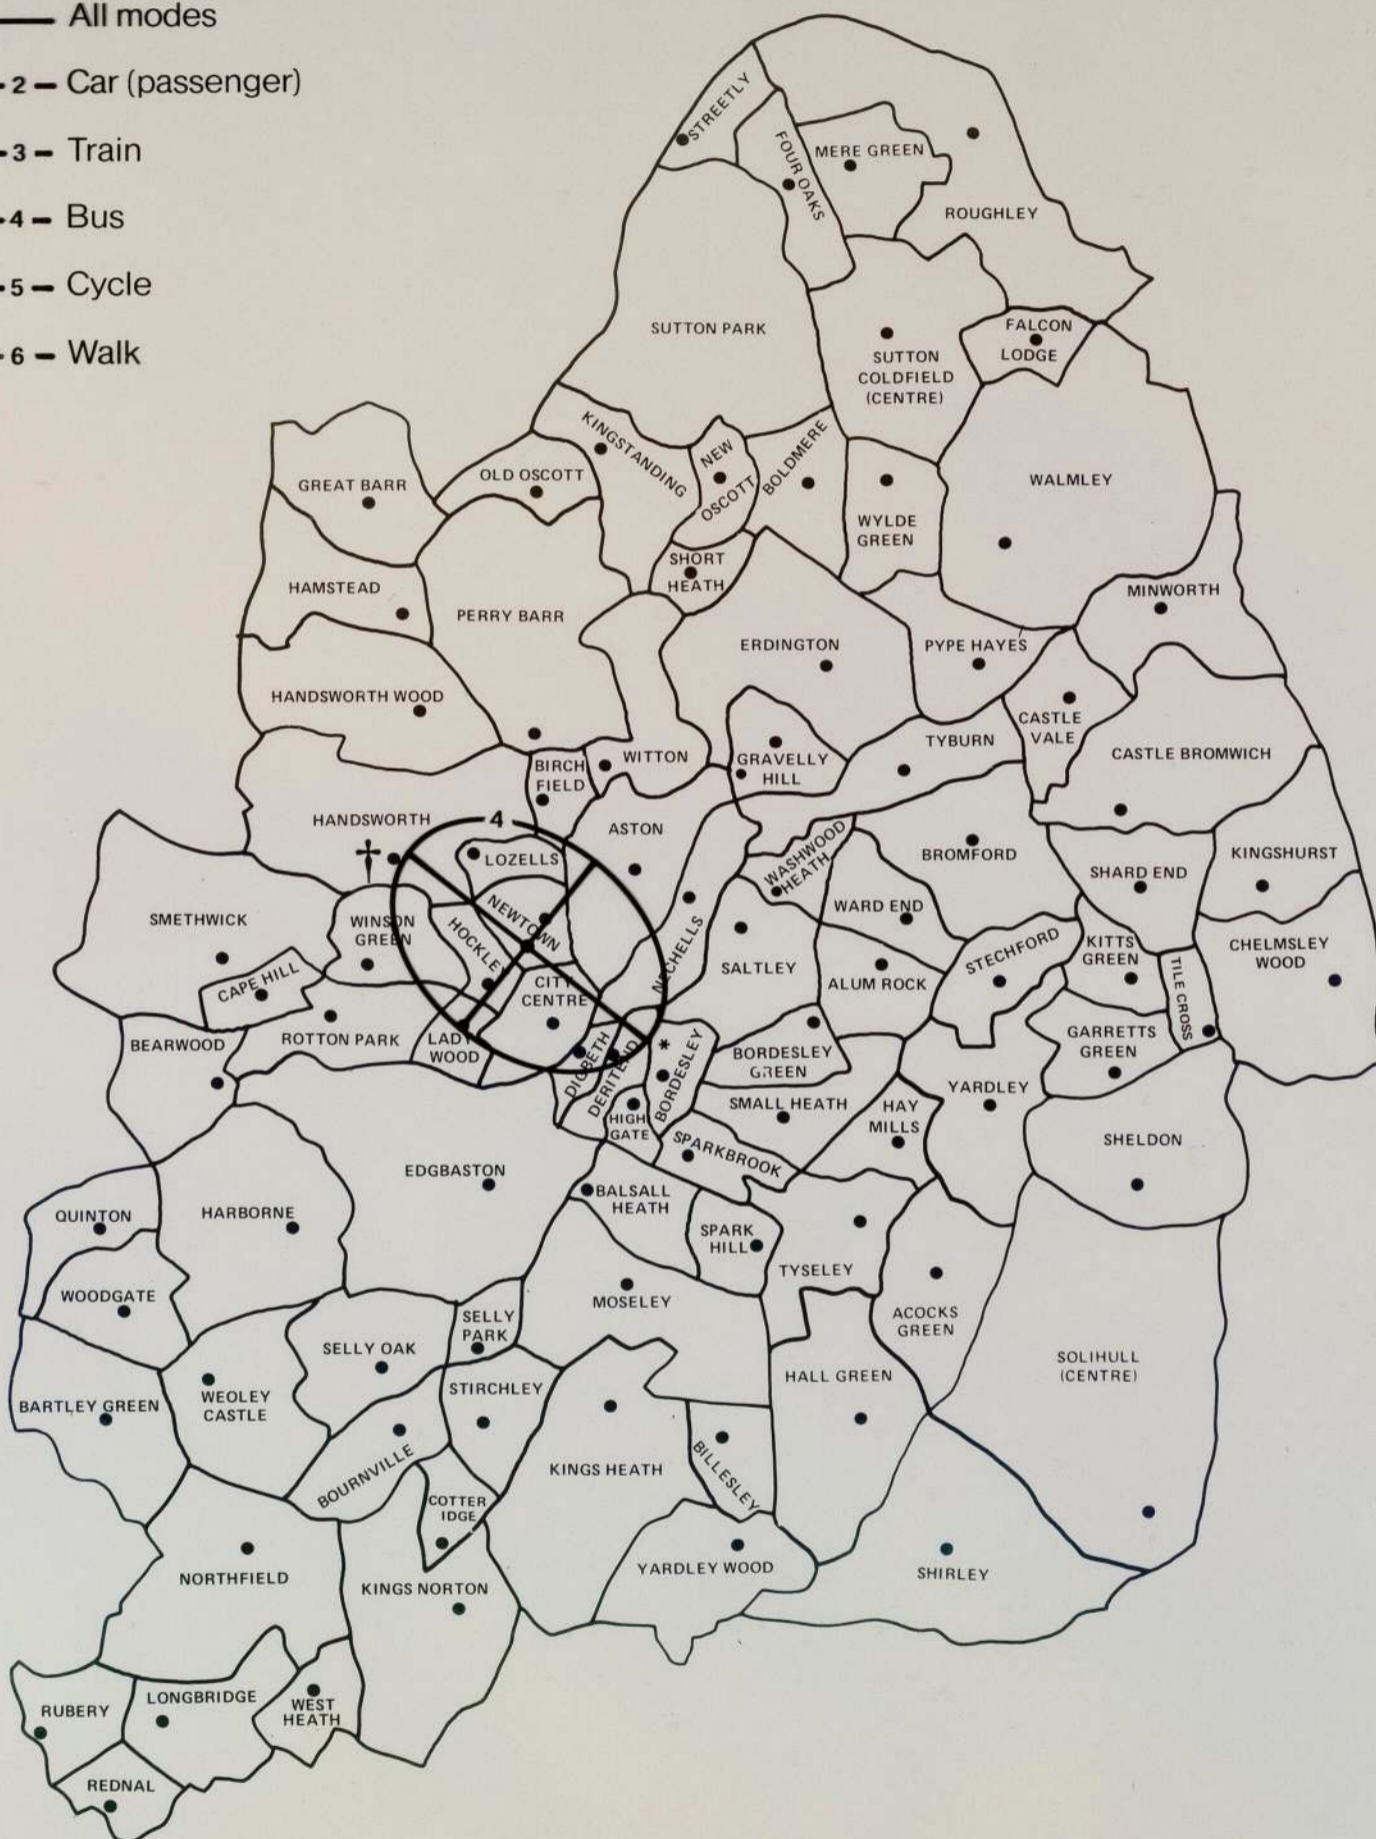 All modes
2 Car (passenger)
3 Train
4 Bus
5 Cycle
6 Walk
STREETLY
FOUR OAKS
MERE GREEN
ROUGHLEY
SUTTON PARK
SUTTON
COLDFIELD
(CENTRE)
FALCON
LODGE
KINGSTANDING
NEW
OSCOTT
BOLDMERE
OLD OSCOTT
GREAT BARR
WALMLEY
WYLDE
GREEN
SHORT
HEATH
HAMSTEAD
PERRY BARR
MINWORTH
ERDINGTON
PYPE HAYES
HANDSWORTH WOOD
CASTLE
VALE
TYBURN
CASTLE BROMWICH
WITTON
BIRCH
FIELD
GRAVELLY
HILL
HANDSWORTH
†
4
ASTON
LOZELLS
WASHWOOD
HEATH
BROMFORD
KINGSHURST
SHARD END
SMETHWICK
WINSON
GREEN
HOCKLEY
NEWTOWN
NECHELLS
WARD END
SALTLEY
ALUM ROCK
STECHFORD
KITTS
GREEN
TILE CROSS
CHELMSLEY
WOOD
CAPE HILL
CITY
CENTRE
BEARWOOD
ROTTON PARK
LADY
WOOD
DIGBETH
DERITEND
*
BORDESLEY
BORDESLEY
GREEN
GARRETTS
GREEN
YARDLEY
SMALL HEATH
HAY
MILLS
HIGH
GATE
SPARKBROOK
SHELDON
EDGBASTON
BALSALL
HEATH
QUINTON
HARBORNE
SPARK
HILL
TYSELEY
WOODGATE
MOSELEY
ACOCKS
GREEN
SELLY
PARK
SELLY OAK
SOLIHULL
(CENTRE)
HALL GREEN
STIRCHLEY
BARTLEY GREEN
WEOLEY
CASTLE
BOURNVILLE
KINGS HEATH
BILLESLEY
COTTER
IDGE
YARDLEY WOOD
SHIRLEY
NORTHFIELD
KINGS NORTON
RUBERY
LONGBRIDGE
WEST
HEATH
REDNAL